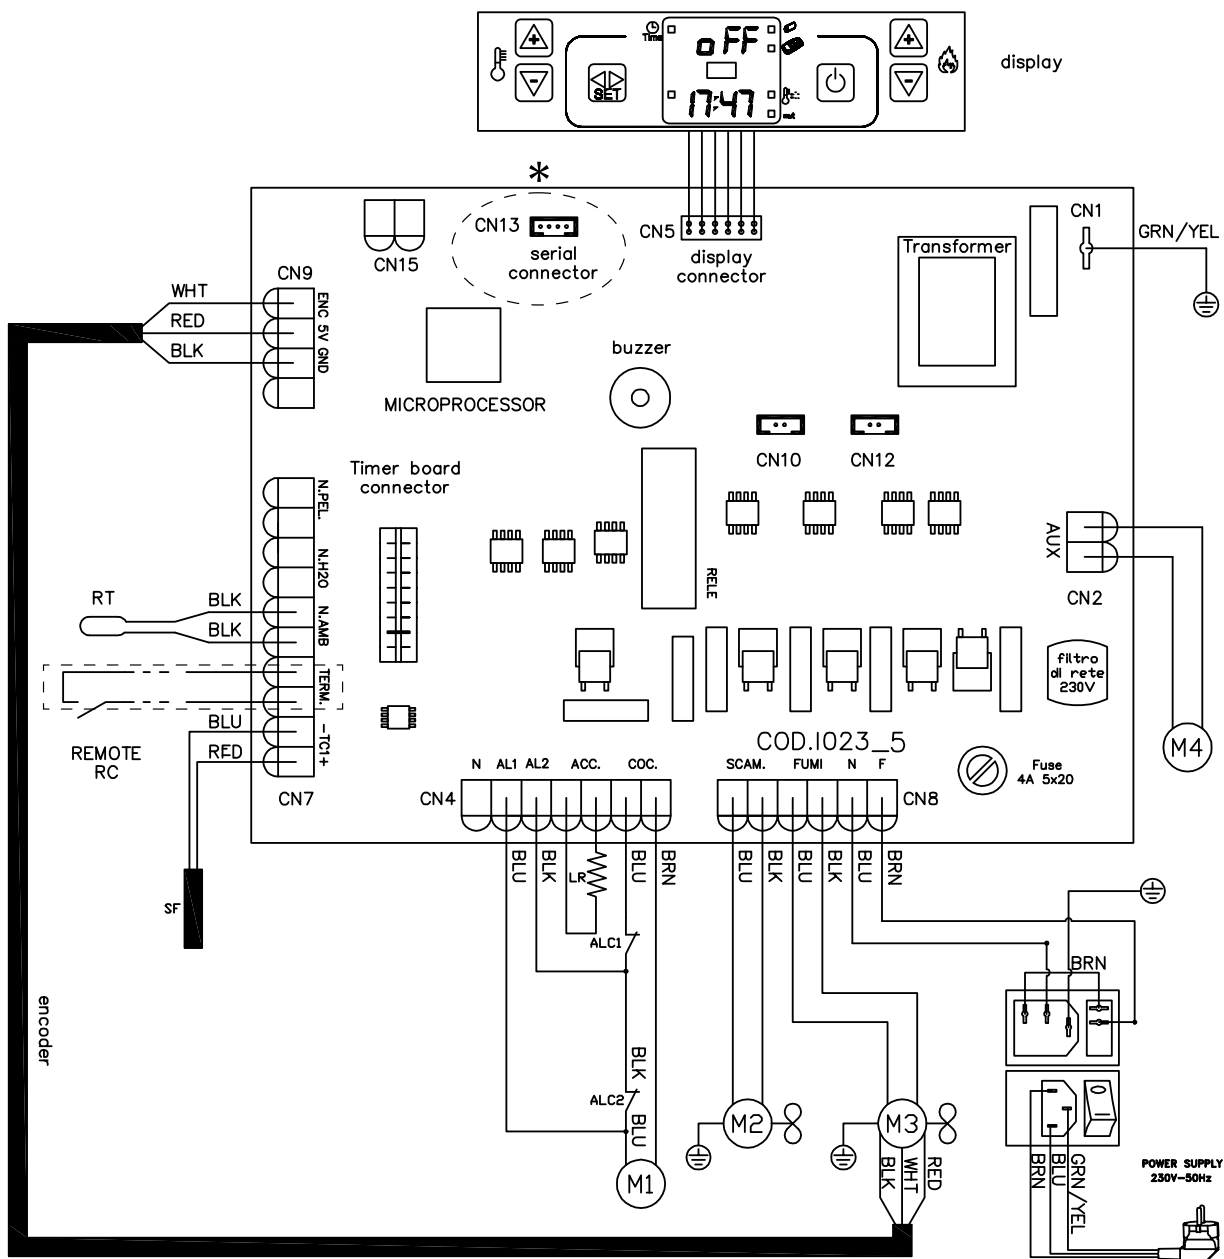 Time
oFF
SET
17:47
out
display
*
CN13
serial
connector
CN15
CN5
display
connector
CN1
GRN/YEL
Transformer
CN9
WHT
RED
BLK
ENC 5V GND
MICROPROCESSOR
buzzer
CN10
CN12
Timer board
connector
RELE
AUX
CN2
N.PEL.
N.H2O
N.AMB
TERM.
-TC1+
RT
BLK
BLK
REMOTE
RC
BLU
RED
CN7
SF
filtro
di rete
230V
M4
COD.I023_5
Fuse
4A 5x20
N AL1 AL2 ACC. COC.
CN4
SCAM. FUMI N F
CN8
BLU
BLK
LR
BLU
BRN
BLU
BLK
BLU
BLK
BLU
BRN
ALC1
BLK
ALC2
BLU
M1
M2
M3
BLK
WHT
RED
encoder
BRN
BRN
BLU
GRN/YEL
POWER SUPPLY
230V-50Hz